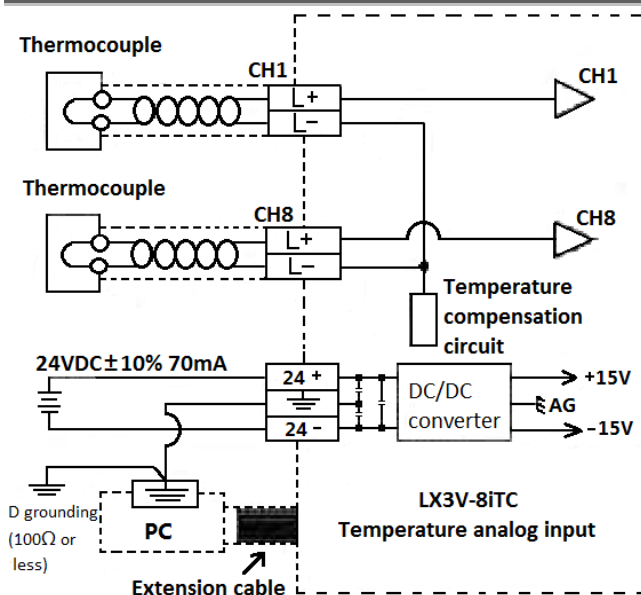 Thermocouple
CH1
L+
L−
CH1
Thermocouple
CH8
L+
L−
CH8
Temperature
compensation
circuit
24VDC±10% 70mA
24 +
24 -
DC/DC
converter
+15V
AG
−15V
D grounding
(100Ω or
less)
PC
LX3V-8iTC
Temperature analog input
Extension cable